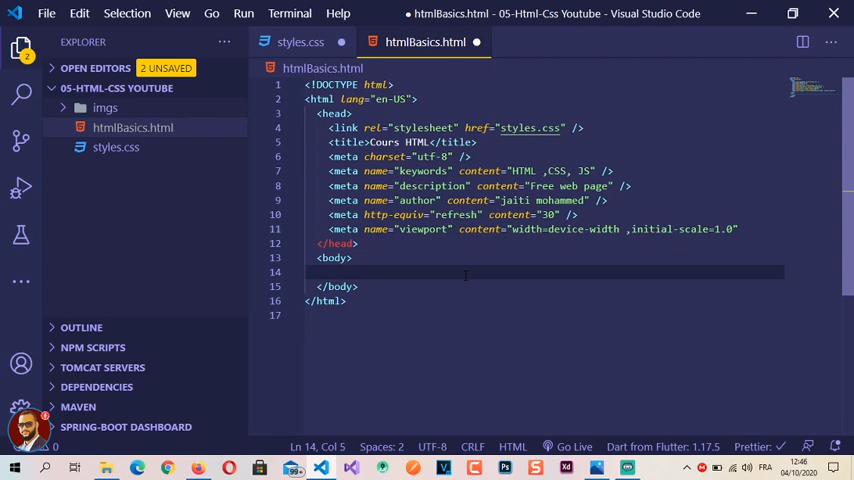 File Edit Selection View Go Run Terminal Help
● htmlBasics.html - 05-Html-Css Youtube - Visual Studio Code
EXPLORER
styles.css
htmlBasics.html
OPEN EDITORS 2 UNSAVED
05-HTML-CSS YOUTUBE
imgs
htmlBasics.html
styles.css
OUTLINE
NPM SCRIPTS
TOMCAT SERVERS
DEPENDENCIES
MAVEN
SPRING-BOOT DASHBOARD
2
htmlBasics.html
1 <!DOCTYPE html>
2 <html lang="en-US">
3 <head>
4 <link rel="stylesheet" href="styles.css" />
5 <title>Cours HTML</title>
6 <meta charset="utf-8" />
7 <meta name="keywords" content="HTML ,CSS, JS" />
8 <meta name="description" content="Free web page" />
9 <meta name="author" content="jaiti mohammed" />
10 <meta http-equiv="refresh" content="30" />
11 <meta name="viewport" content="width=device-width ,initial-scale=1.0"
12 </head>
13 <body>
14
15 </body>
16 </html>
17
0
Ln 14, Col 5 Spaces: 2 UTF-8 CRLF HTML Go Live Dart from Flutter: 1.17.5 Prettier: ✓
99+
FRA
12:46
04/10/2020